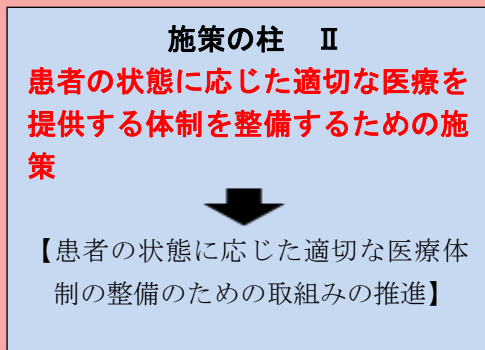 施策の柱　Ⅱ
患者の状態に応じた適切な医療を
提供する体制を整備するための施
策
【患者の状態に応じた適切な医療体
制の整備のための取組みの推進】